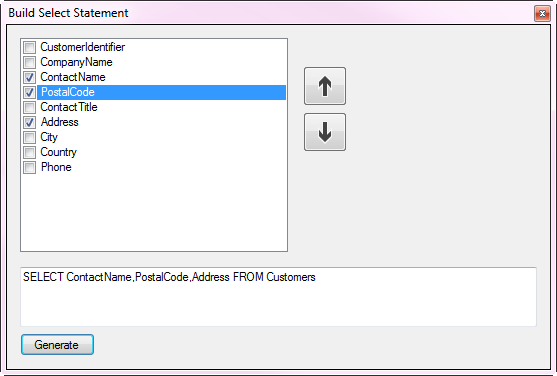 Build Select Statement
CustomerIdentifier
CompanyName
ContactName
PostalCode
ContactTitle
Address
City
Country
Phone
SELECT ContactName,PostalCode,Address FROM Customers
Generate